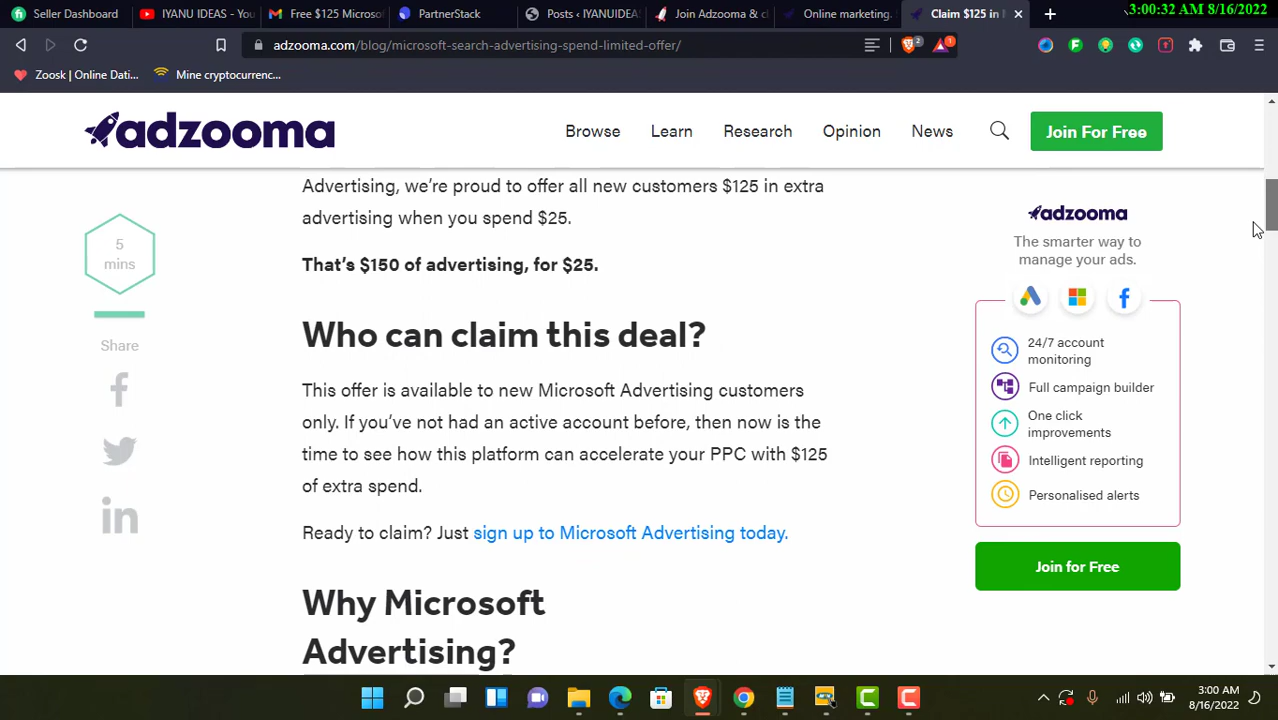 Seller Dashboard
IYANU IDEAS - You
Free $125 Microso
PartnerStack
Posts ‹ IYANUIDEA
Join Adzooma & c
Online marketing.
Claim $125 in
3:00:32 AM 8/16/2022
adzooma.com/blog/microsoft-search-advertising-spend-limited-offer/
2
1
Zoosk | Online Dati...
Mine cryptocurrenc...
adzooma
Browse
Learn
Research
Opinion
News
Join For Free
Advertising, we're proud to offer all new customers $125 in extra
advertising when you spend $25.
That's $150 of advertising, for $25.
5
mins
Share
Who can claim this deal?
This offer is available to new Microsoft Advertising customers
only. If you've not had an active account before, then now is the
time to see how this platform can accelerate your PPC with $125
of extra spend.
Ready to claim? Just sign up to Microsoft Advertising today.
Why Microsoft
Advertising?
adzooma
The smarter way to
manage your ads.
24/7 account
monitoring
Full campaign builder
One click
improvements
Intelligent reporting
Personalised alerts
Join for Free
3:00 AM
8/16/2022